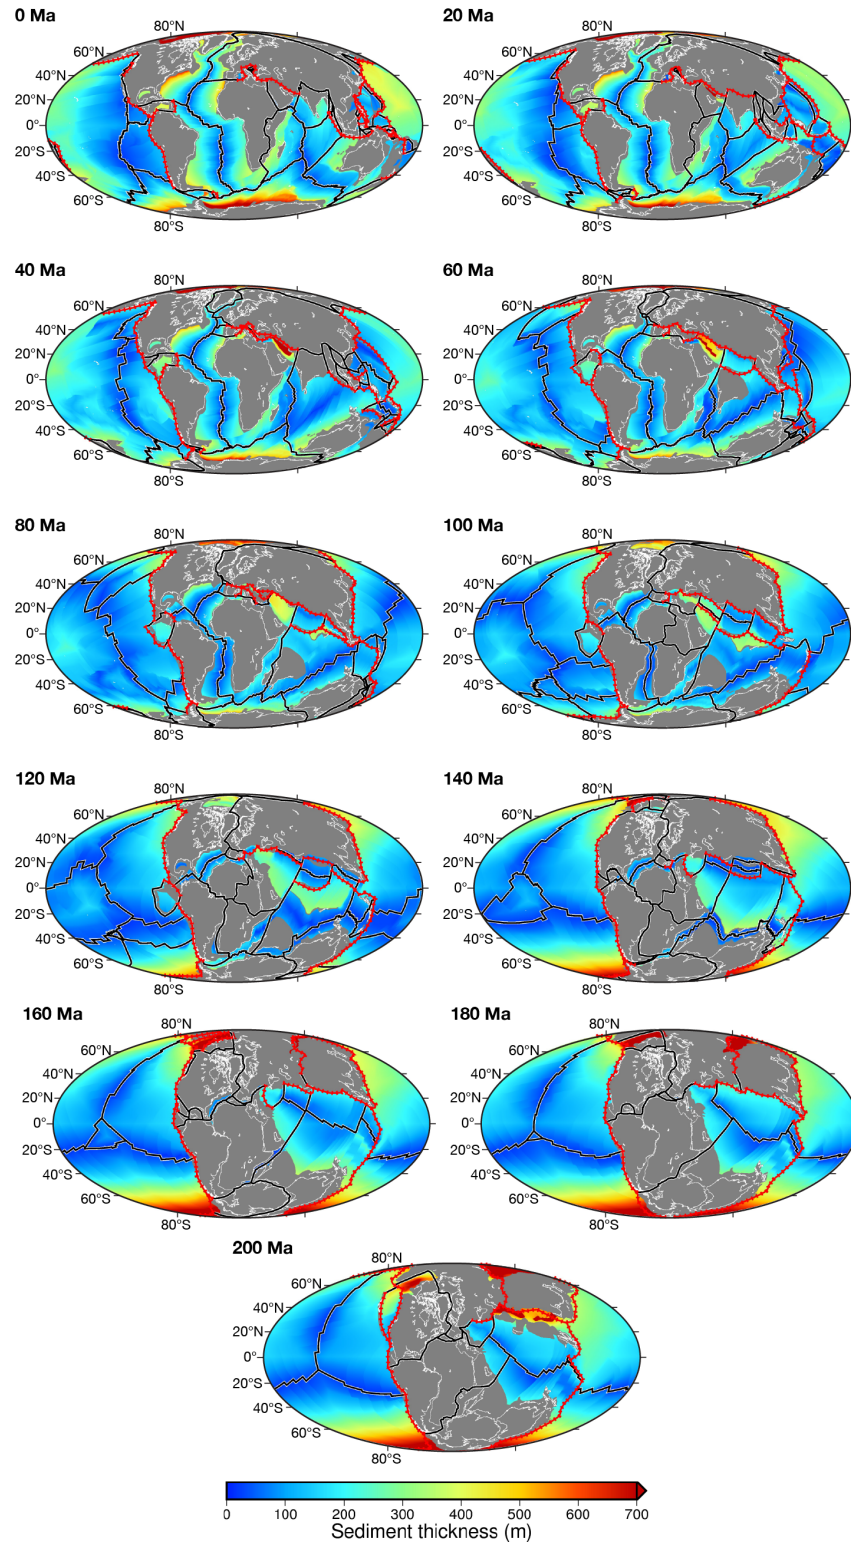 0 Ma
80°N
60°N
40°N
20°N
0°
20°S
40°S
60°S
80°S
20 Ma
80°N
60°N
40°N
20°N
0°
20°S
40°S
60°S
80°S
40 Ma
80°N
60°N
40°N
20°N
0°
20°S
40°S
60°S
80°S
60 Ma
80°N
60°N
40°N
20°N
0°
20°S
40°S
60°S
80°S
80 Ma
80°N
60°N
40°N
20°N
0°
20°S
40°S
60°S
80°S
100 Ma
80°N
60°N
40°N
20°N
0°
20°S
40°S
60°S
80°S
120 Ma
80°N
60°N
40°N
20°N
0°
20°S
40°S
60°S
80°S
140 Ma
80°N
60°N
40°N
20°N
0°
20°S
40°S
60°S
80°S
160 Ma
80°N
60°N
40°N
20°N
0°
20°S
40°S
60°S
80°S
180 Ma
80°N
60°N
40°N
20°N
0°
20°S
40°S
60°S
80°S
200 Ma
80°N
60°N
40°N
20°N
0°
20°S
40°S
60°S
80°S
0 100 200 300 400 500 600 700
Sediment thickness (m)